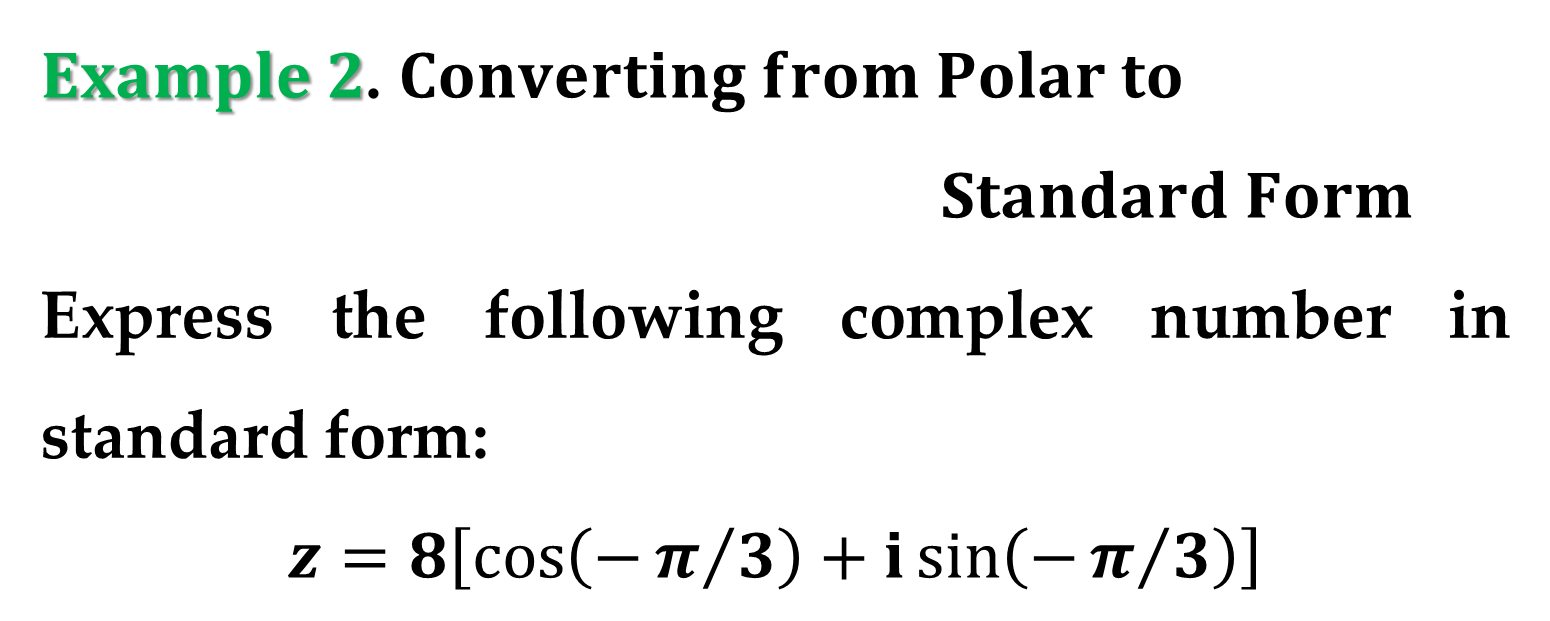 Example 2. Converting from Polar to
Standard Form
Express the following complex number in
standard form:
z = 8[cos(− π/3) + i sin(− π/3)]